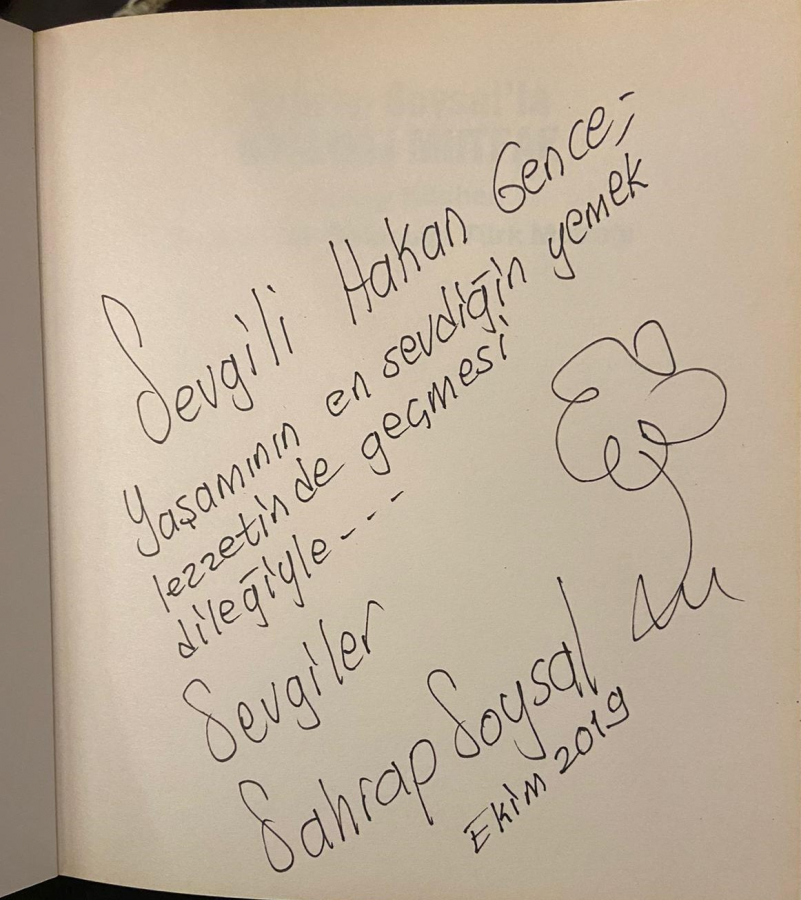 Sevgili Hakan Gence;
Yaşamının en sevdiğin yemek
lezzetinde geçmesi
dileğiyle---
Sevgiler
Sahrap Soysal
Ekim 2019